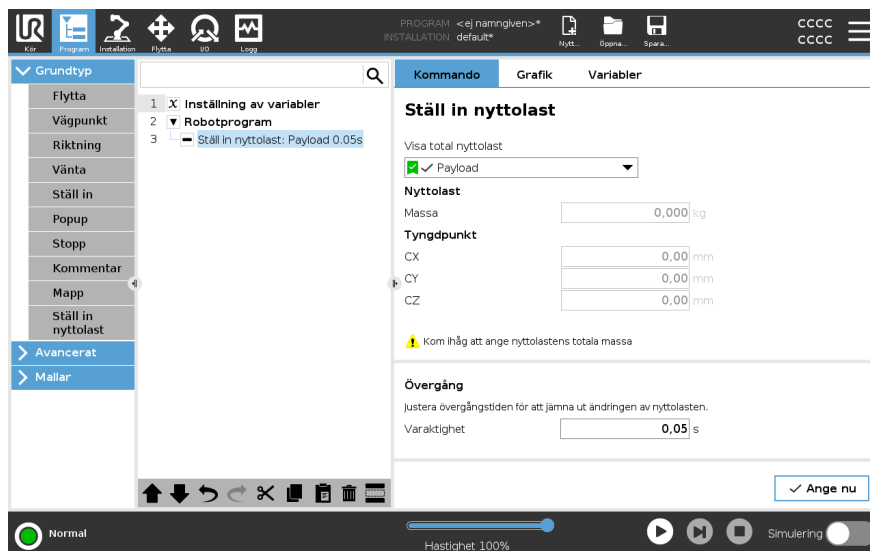 UR
Kör
Program
Installation
Flytta
I/O
Logg
PROGRAM <ej namngiven>*
INSTALLATION default*
Nytt...
Öppna...
Spara...
CCCC
CCCC
Grundtyp
Flytta
Vägpunkt
Riktning
Vänta
Ställ in
Popup
Stopp
Kommentar
Mapp
Ställ in
nyttolast
Avancerat
Mallar
1 X Inställning av variabler
2 Robotprogram
3 Ställ in nyttolast: Payload 0.05s
Kommando Grafik Variabler
Ställ in nyttolast
Visa total nyttolast
Payload
Nyttolast
Massa 0,000 kg
Tyngdpunkt
CX 0,00 mm
CY 0,00 mm
CZ 0,00 mm
Kom ihåg att ange nyttolastens totala massa
Övergång
Justera övergångstiden för att jämna ut ändringen av nyttolasten.
Varaktighet 0,05 s
Ange nu
Normal
Hastighet 100%
Simulering